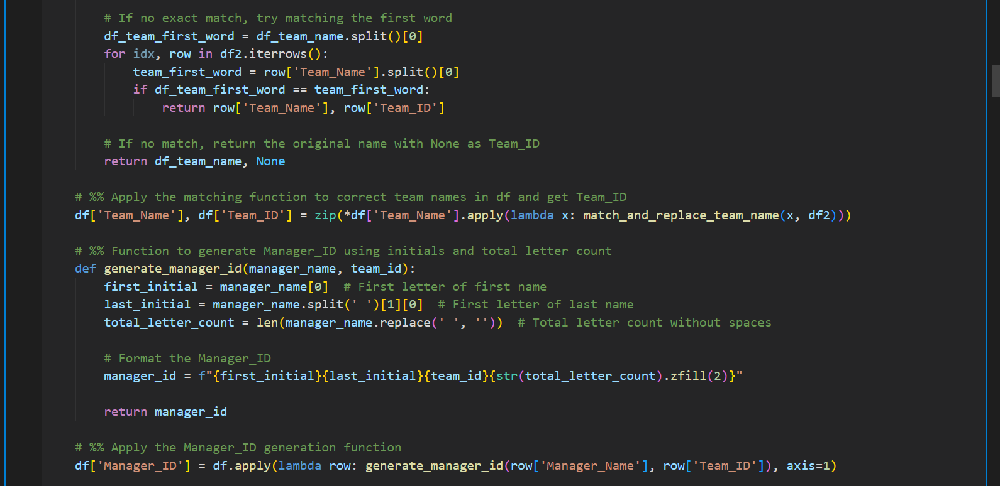 # If no exact match, try matching the first word
df_team_first_word = df_team_name.split()[0]
for idx, row in df2.iterrows():
team_first_word = row['Team_Name'].split()[0]
if df_team_first_word == team_first_word:
return row['Team_Name'], row['Team_ID']
# If no match, return the original name with None as Team_ID
return df_team_name, None
# %% Apply the matching function to correct team names in df and get Team_ID
df['Team_Name'], df['Team_ID'] = zip(*df['Team_Name'].apply(lambda x: match_and_replace_team_name(x, df2)))
# %% Function to generate Manager_ID using initials and total letter count
def generate_manager_id(manager_name, team_id):
first_initial = manager_name[0]  # First letter of first name
last_initial = manager_name.split(' ')[1][0]  # First letter of last name
total_letter_count = len(manager_name.replace(' ', ''))  # Total letter count without spaces
# Format the Manager_ID
manager_id = f"{first_initial}{last_initial}{team_id}{str(total_letter_count).zfill(2)}"
return manager_id
# %% Apply the Manager_ID generation function
df['Manager_ID'] = df.apply(lambda row: generate_manager_id(row['Manager_Name'], row['Team_ID']), axis=1)